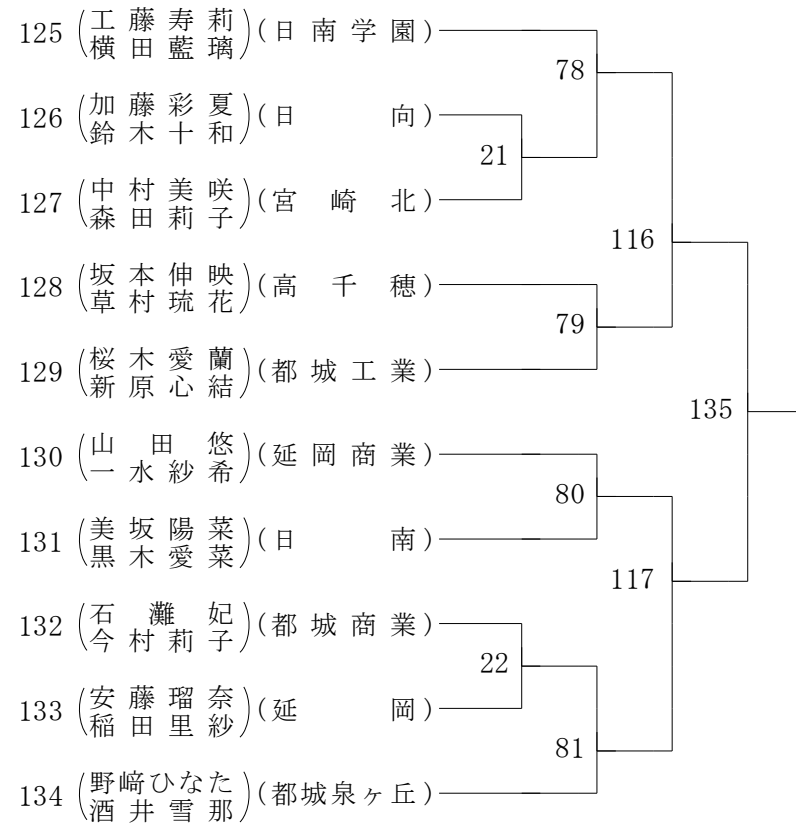 125 (工藤寿莉 横田藍璃) (日南学園)
78
126 (加藤彩夏 鈴木十和) (日向)
21
127 (中村美咲 森田莉子) (宮崎北)
116
128 (坂本伸映 草村琉花) (高千穂)
79
129 (桜木愛蘭 新原心結) (都城工業)
135
130 (山田悠 一水紗希) (延岡商業)
80
131 (美坂陽菜 黒木愛菜) (日南)
117
132 (石灘妃 今村莉子) (都城商業)
22
133 (安藤瑠奈 稲田里紗) (延岡)
81
134 (野﨑ひなた 酒井雪那) (都城泉ヶ丘)